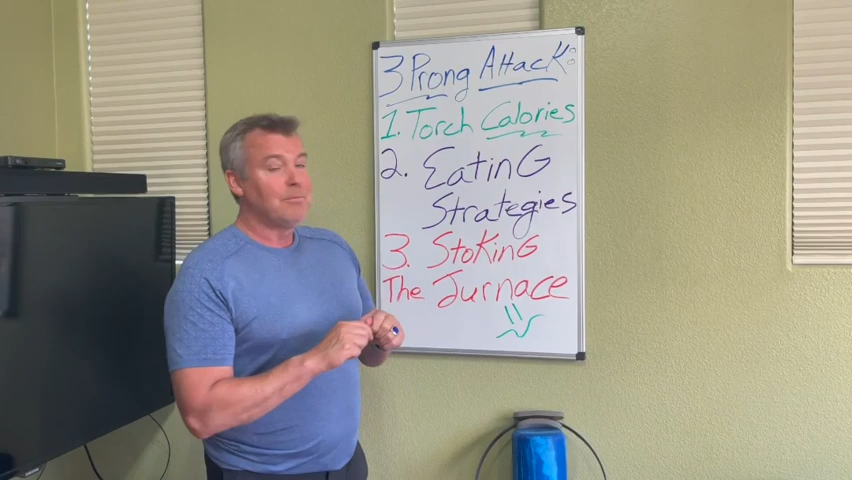 3 Prong Attack:
1. Torch Calories
2. Eating
Strategies
3. Stoking
The Furnace